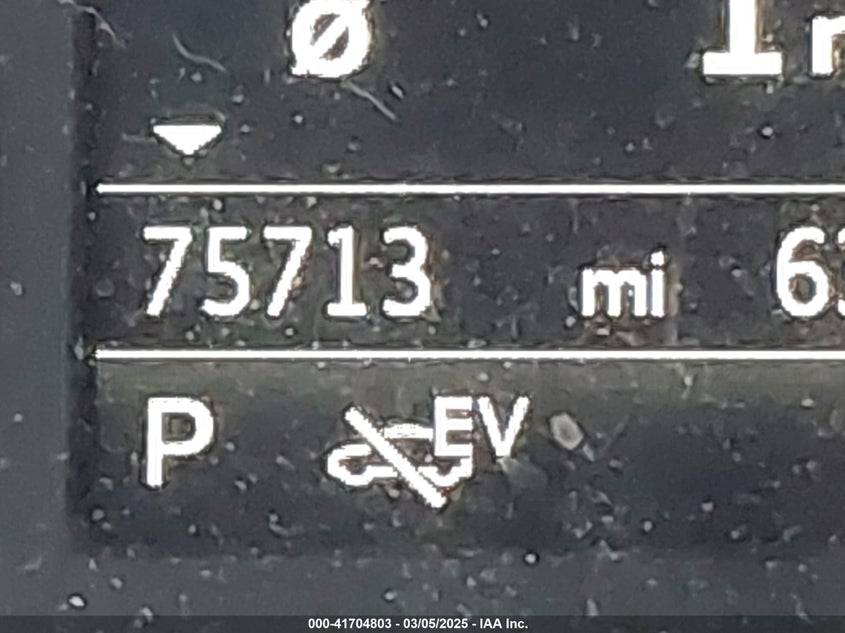 Ø
75713 mi
P EV
000-41704803 - 03/05/2025 - IAA Inc.